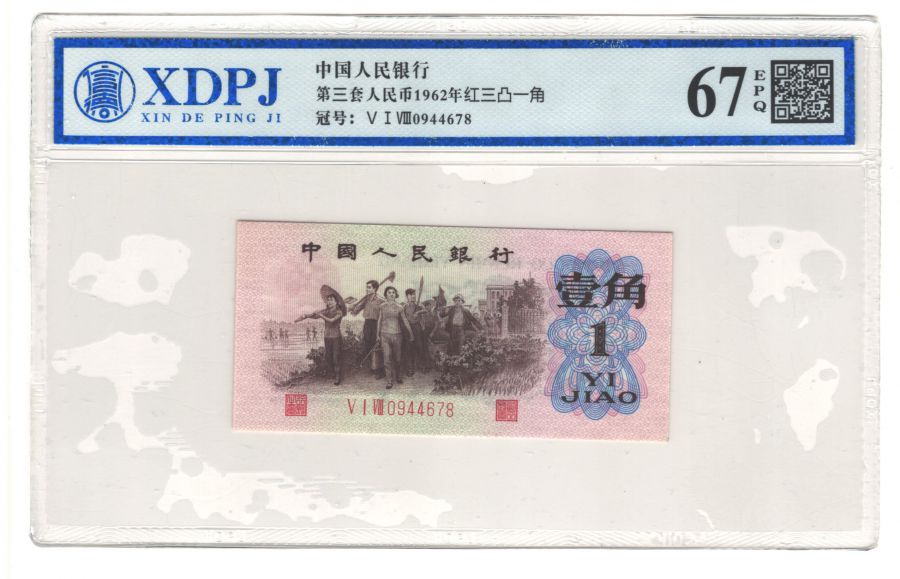 XDPJ
XIN DE PING JI
中国人民银行
第三套人民币1962年红三凸一角
冠号：ⅤⅠⅧ0944678
67 EPQ
中國人民銀行
壹角
1
YI
JIAO
ⅤⅠⅧ0944678